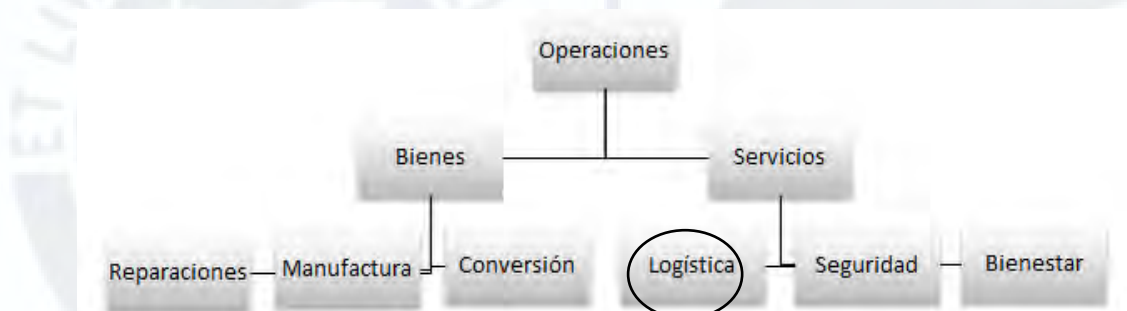 Operaciones
Bienes
Servicios
Reparaciones
Manufactura
Conversión
Logística
Seguridad
Bienestar